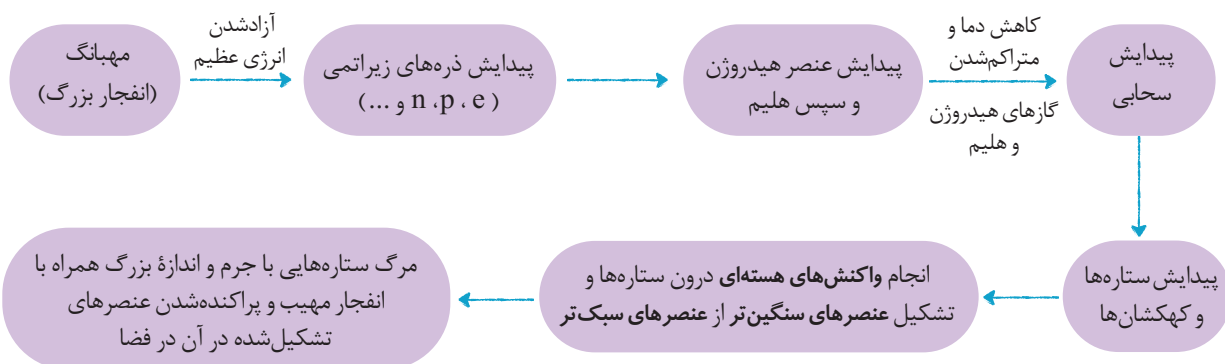 مهبانگ
(انفجار بزرگ)
آزادشدن
انرژی عظیم
پیدایش ذره‌های زیراتمی
( e ، p، n و ...)
پیدایش عنصر هیدروژن
و سپس هلیم
کاهش دما و
متراکم‌شدن
گازهای هیدروژن
و هلیم
پیدایش
سحابی
پیدایش ستاره‌ها
و کهکشان‌ها
انجام واکنش‌های هسته‌ای درون ستاره‌ها و
تشکیل عنصرهای سنگین‌تر از عنصرهای سبک‌تر
مرگ ستاره‌هایی با جرم و اندازهٔ بزرگ همراه با
انفجار مهیب و پراکنده‌شدن عنصرهای
تشکیل‌شده در آن در فضا